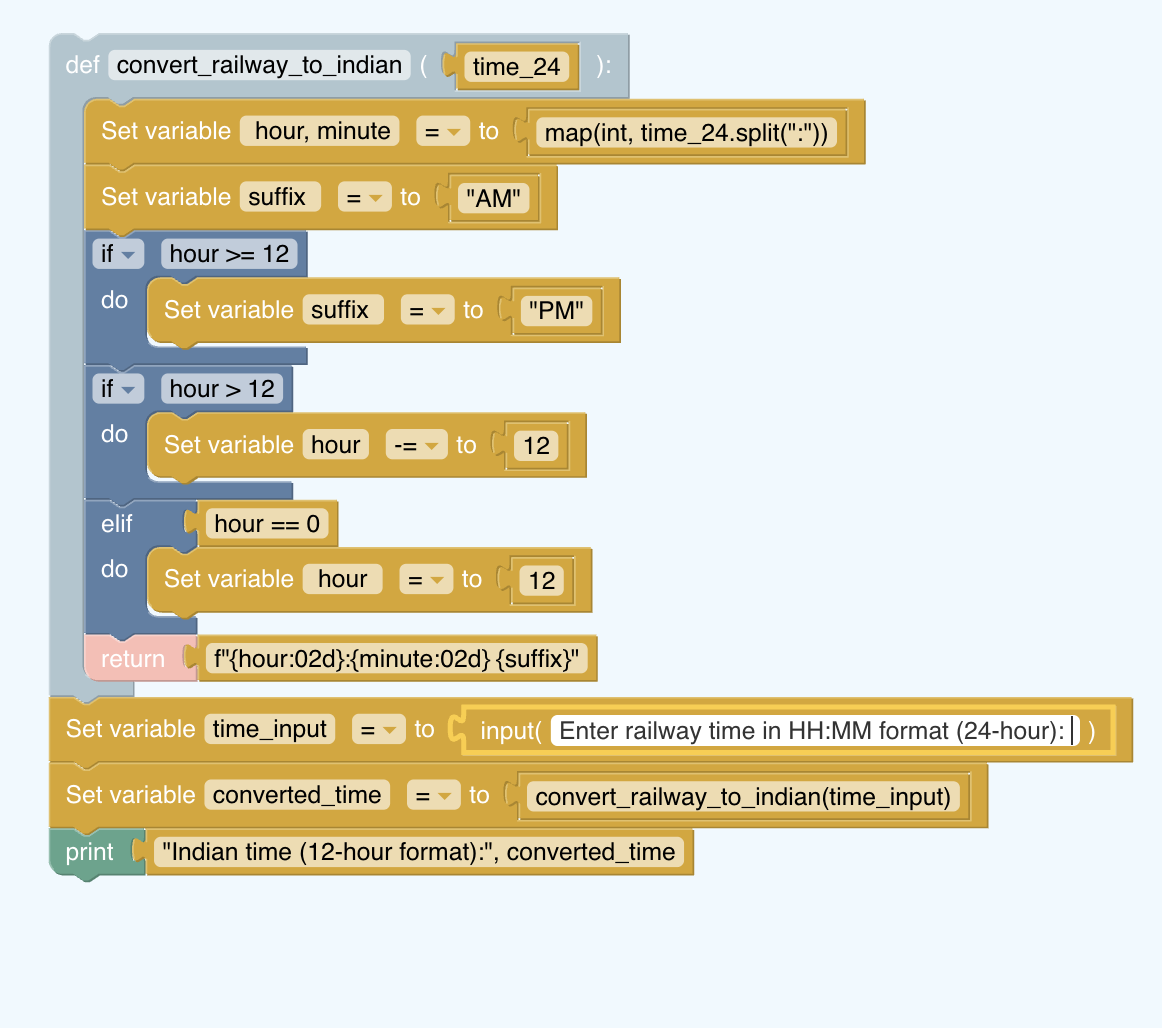 def convert_railway_to_indian ( time_24 ):
Set variable hour, minute = to map(int, time_24.split(":"))
Set variable suffix = to "AM"
if hour >= 12
do Set variable suffix = to "PM"
if hour > 12
do Set variable hour -= to 12
elif hour == 0
do Set variable hour = to 12
return f"{hour:02d}:{minute:02d} {suffix}"
Set variable time_input = to input( Enter railway time in HH:MM format (24-hour): )
Set variable converted_time = to convert_railway_to_indian(time_input)
print "Indian time (12-hour format):", converted_time